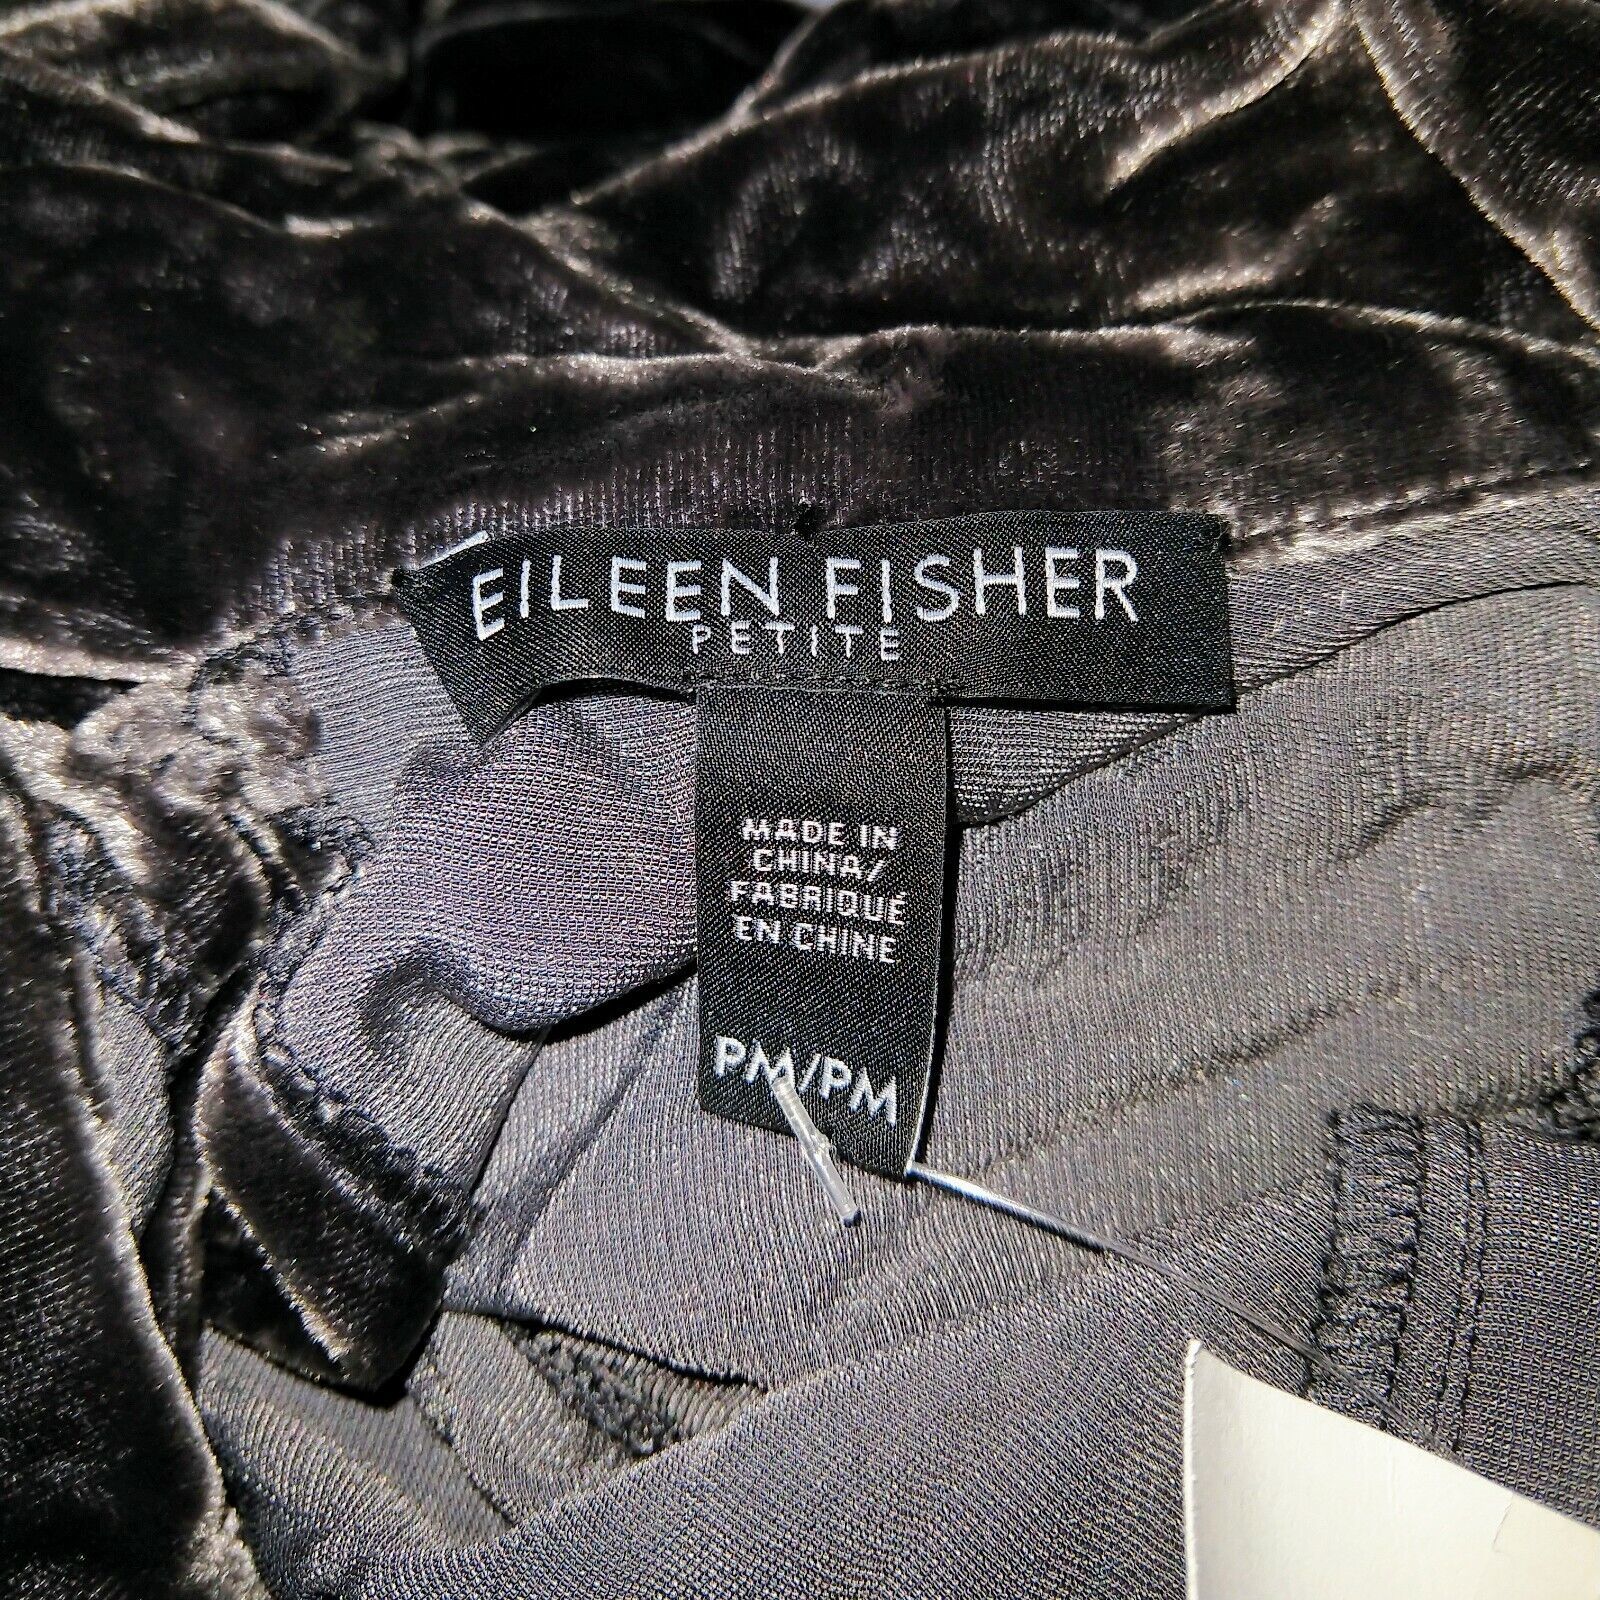 EILEEN FISHER
PETITE
MADE IN
CHINA/
FABRIQUÉ
EN CHINE
PM/PM